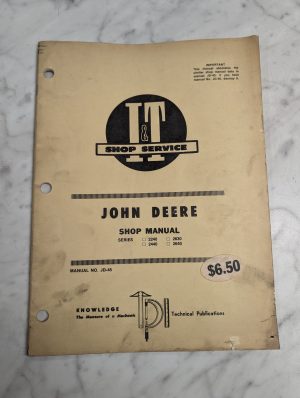 IMPORTANT
I&T
SHOP SERVICE
JOHN DEERE
SHOP MANUAL
SERIES □ 2240 □ 2630
□ 2440 □ 2640
MANUAL NO. JD-45
$6.50
KNOWLEDGE
The Measure of a Mechanic
Technical Publications